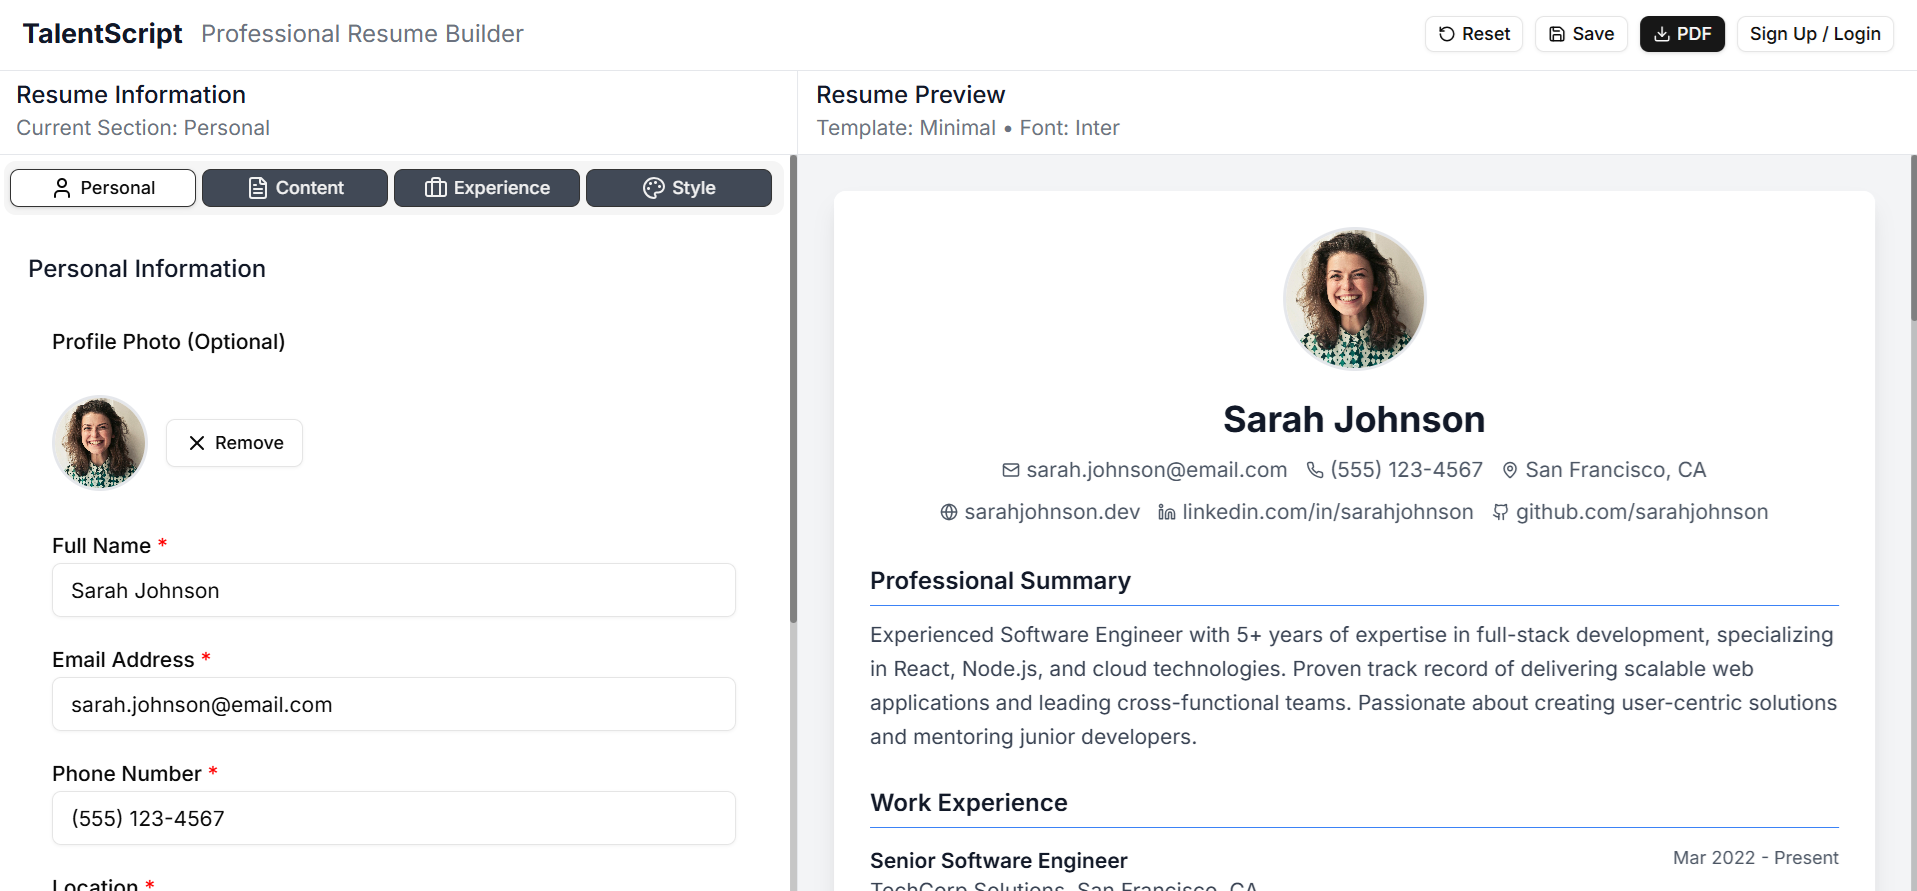 TalentScript Professional Resume Builder
Reset Save PDF Sign Up / Login
Resume Information
Current Section: Personal
Personal Content Experience Style
Personal Information
Profile Photo (Optional)
Remove
Full Name *
Sarah Johnson
Email Address *
sarah.johnson@email.com
Phone Number *
(555) 123-4567
Location *
Resume Preview
Template: Minimal • Font: Inter
Sarah Johnson
sarah.johnson@email.com (555) 123-4567 San Francisco, CA
sarahjohnson.dev linkedin.com/in/sarahjohnson github.com/sarahjohnson
Professional Summary
Experienced Software Engineer with 5+ years of expertise in full-stack development, specializing
in React, Node.js, and cloud technologies. Proven track record of delivering scalable web
applications and leading cross-functional teams. Passionate about creating user-centric solutions
and mentoring junior developers.
Work Experience
Senior Software Engineer Mar 2022 - Present
TechCorp Solutions, San Francisco, CA